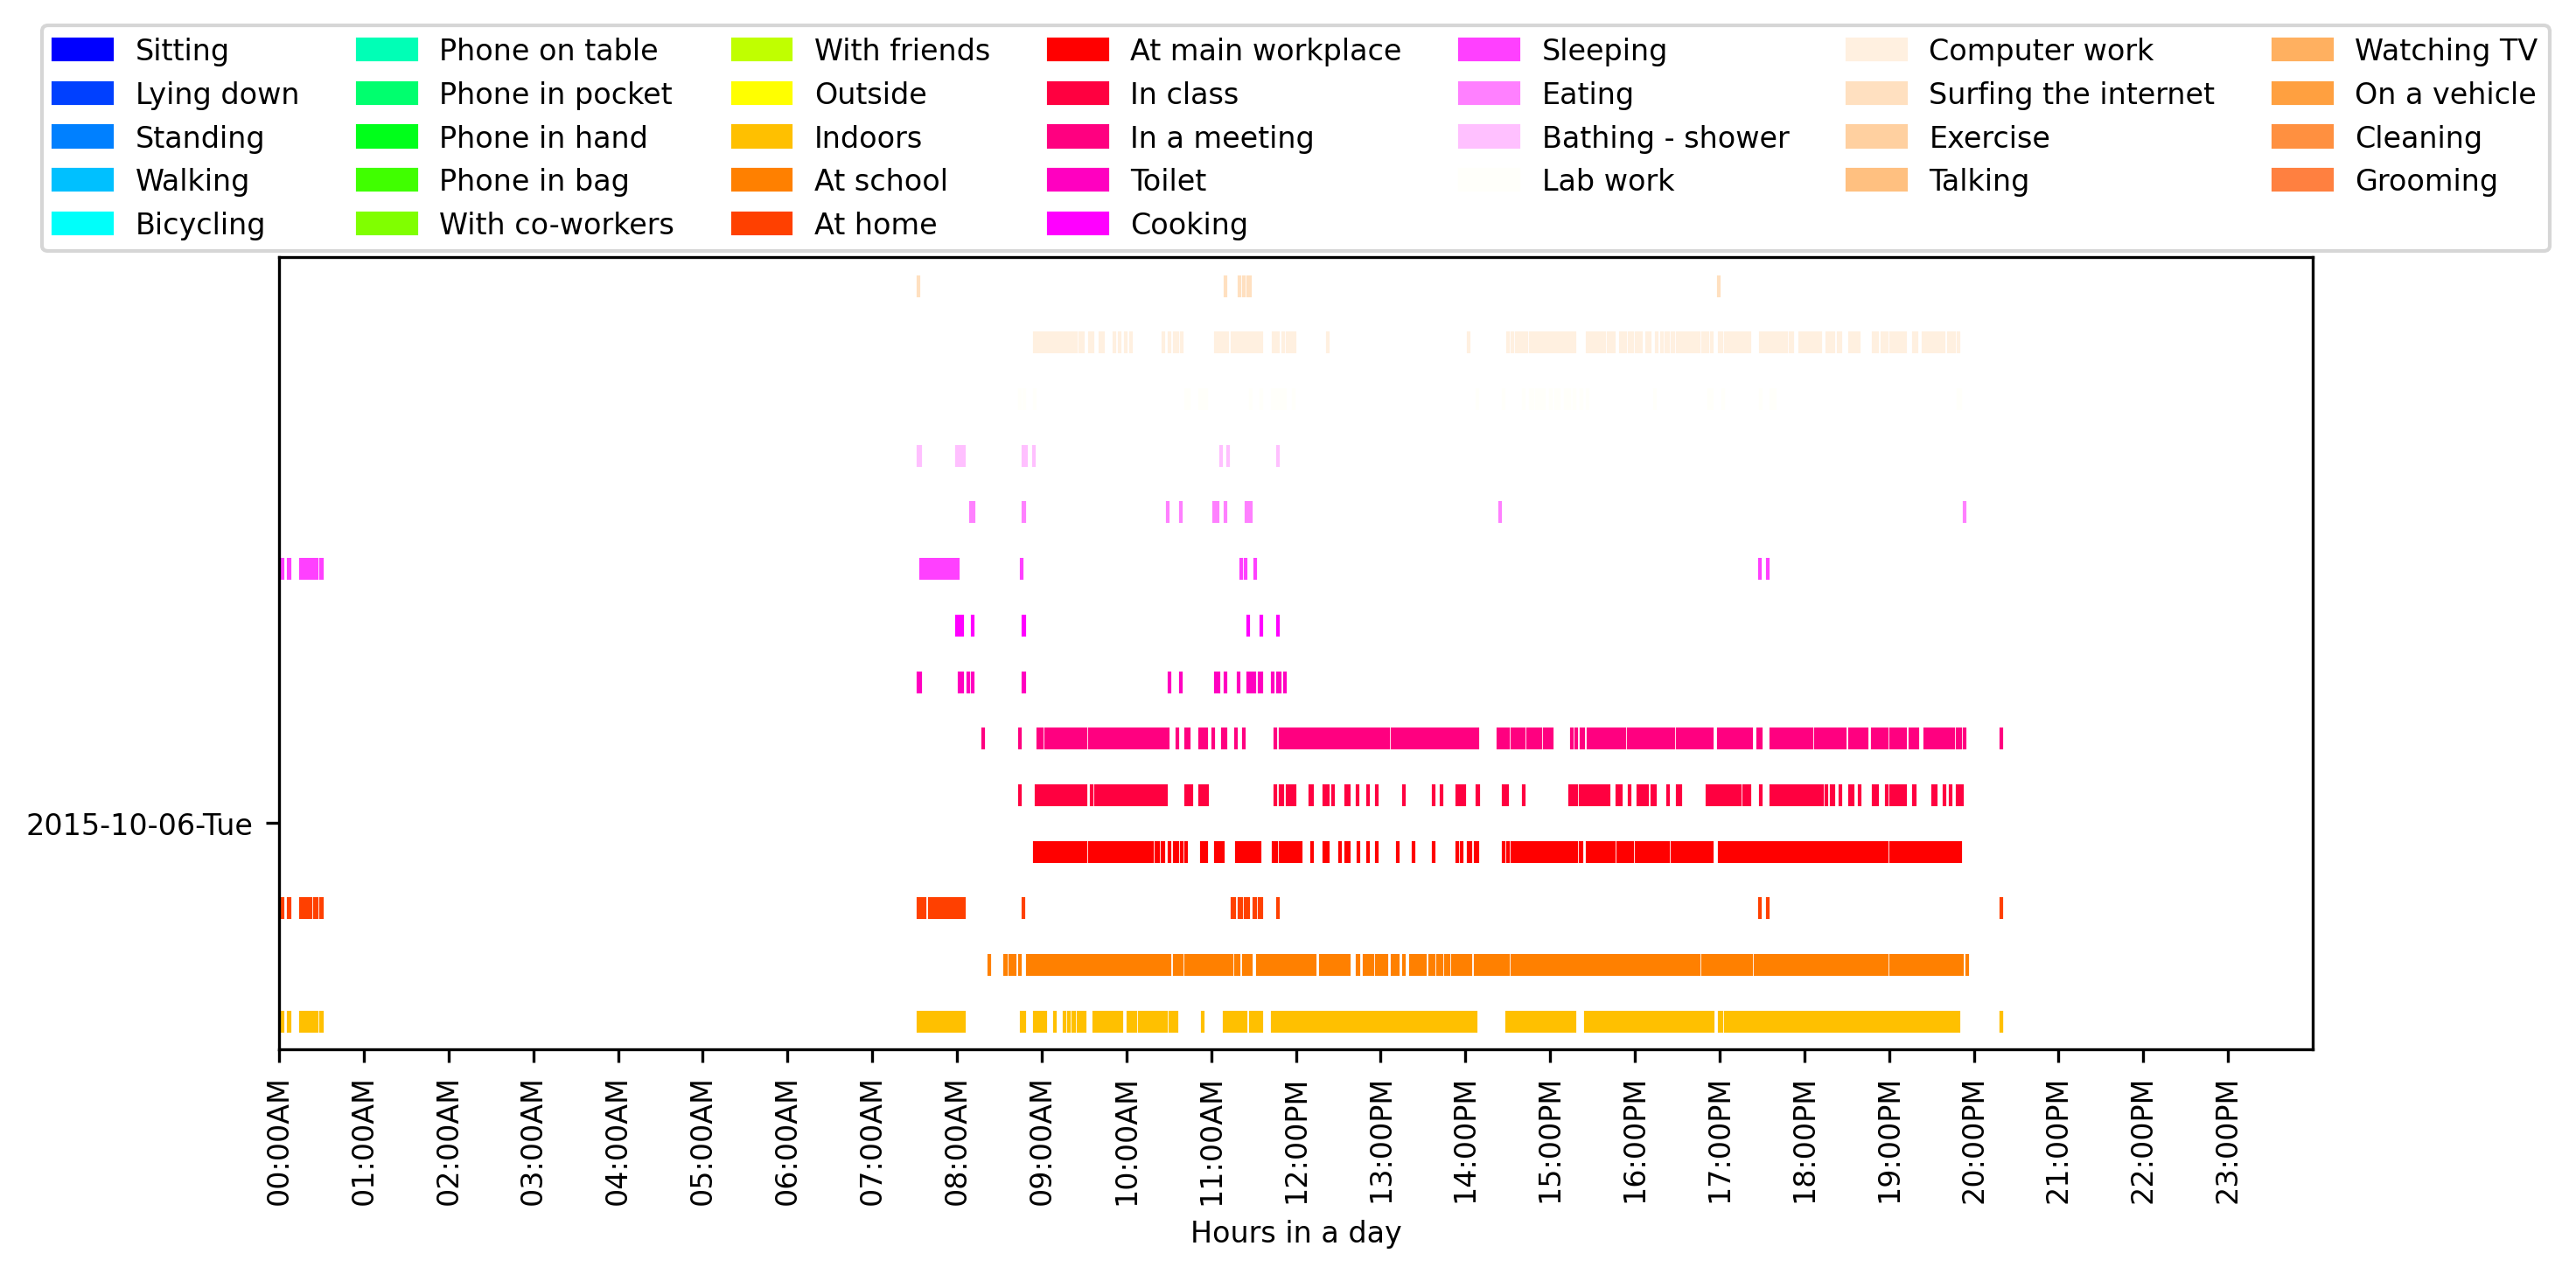 Sitting
Lying down
Standing
Walking
Bicycling
Phone on table
Phone in pocket
Phone in hand
Phone in bag
With co-workers
With friends
Outside
Indoors
At school
At home
At main workplace
In class
In a meeting
Toilet
Cooking
Sleeping
Eating
Bathing - shower
Lab work
Computer work
Surfing the internet
Exercise
Talking
Watching TV
On a vehicle
Cleaning
Grooming
2015-10-06-Tue
00:00AM
01:00AM
02:00AM
03:00AM
04:00AM
05:00AM
06:00AM
07:00AM
08:00AM
09:00AM
10:00AM
11:00AM
12:00PM
13:00PM
14:00PM
15:00PM
16:00PM
17:00PM
18:00PM
19:00PM
20:00PM
21:00PM
22:00PM
23:00PM
Hours in a day